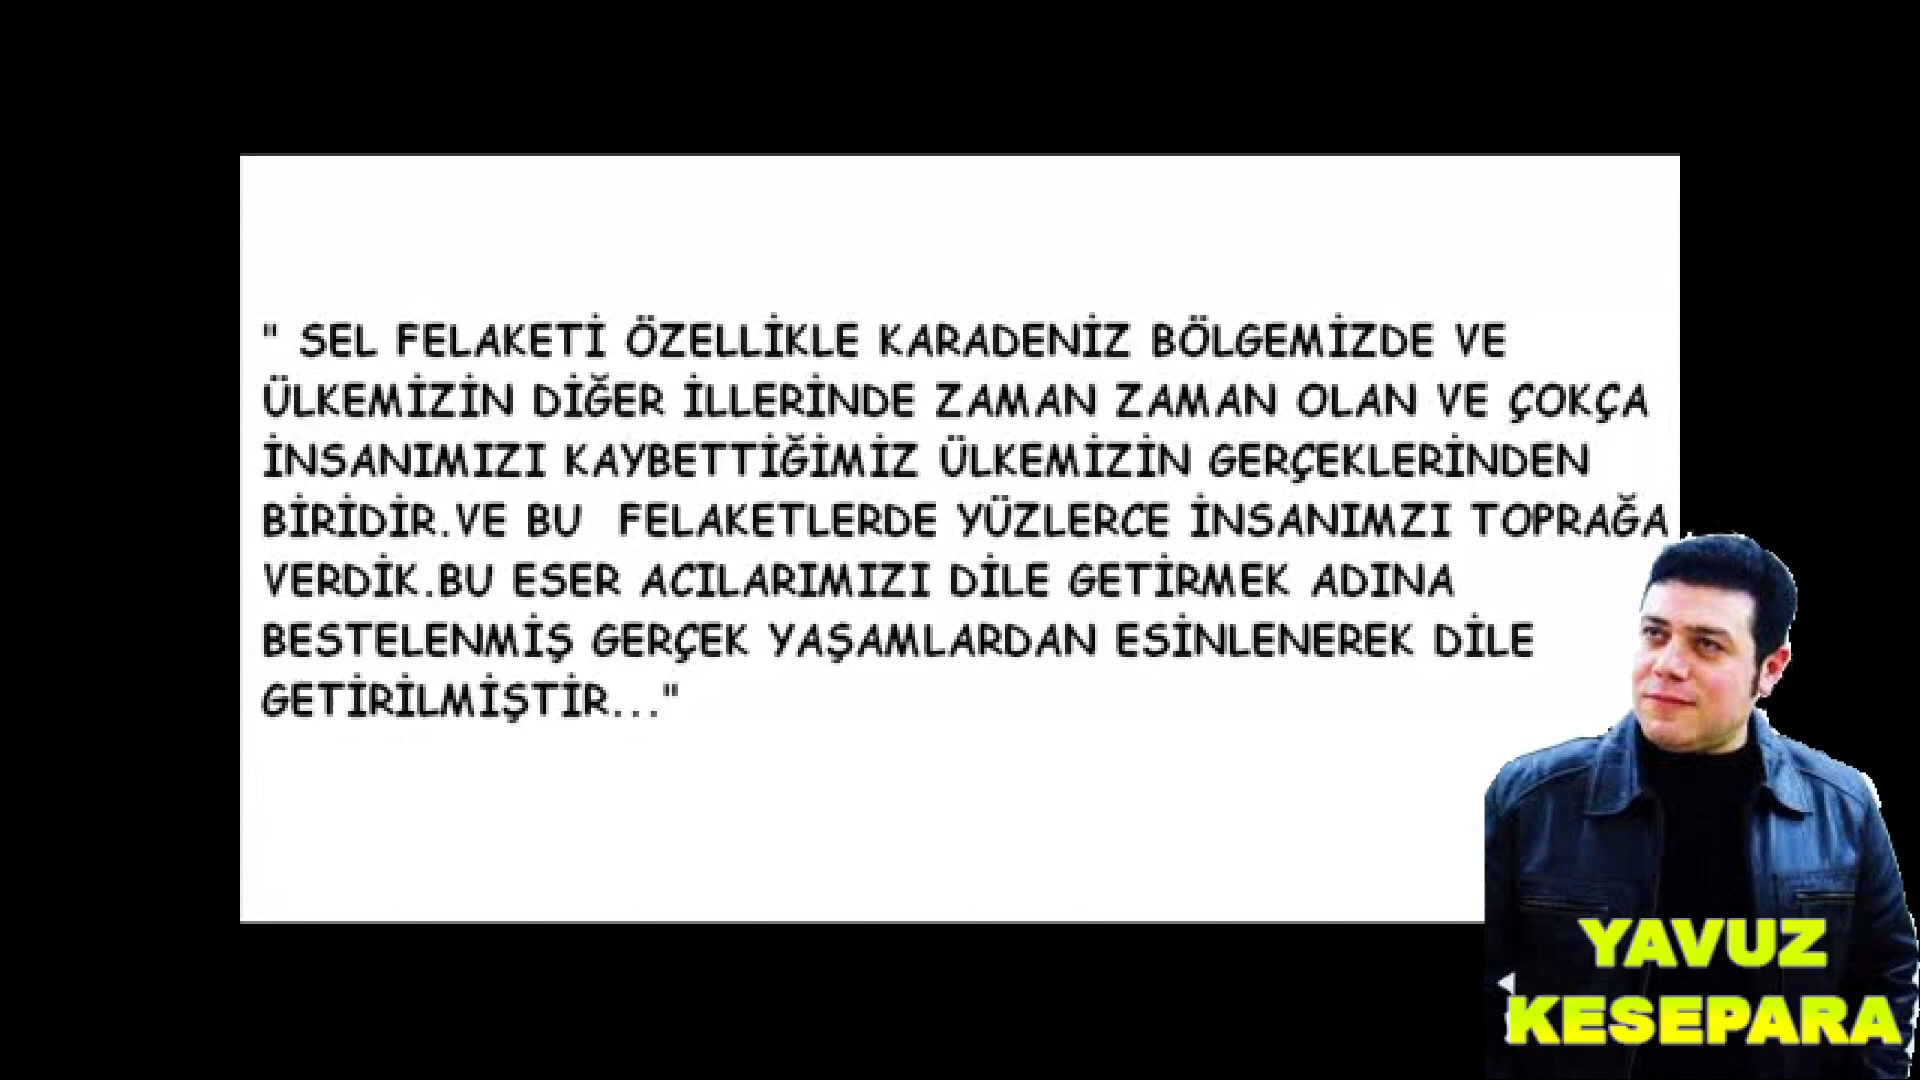 " SEL FELAKETİ ÖZELLİKLE KARADENİZ BÖLGEMİZDE VE
ÜLKEMİZİN DİĞER İLLERİNDE ZAMAN ZAMAN OLAN VE ÇOKÇA
İNSANIMIZI KAYBETTİĞİMİZ ÜLKEMİZİN GERÇEKLERİNDEN
BİRİDİR.VE BU FELAKETLERDE YÜZLERCE İNSANIMZI TOPRAĞA
VERDİK.BU ESER ACILARIMIZI DİLE GETİRMEK ADINA
BESTELENMİŞ GERÇEK YAŞAMLARDAN ESİNLENEREK DİLE
GETİRİLMİŞTİR..."
YAVUZ
KESEPARA